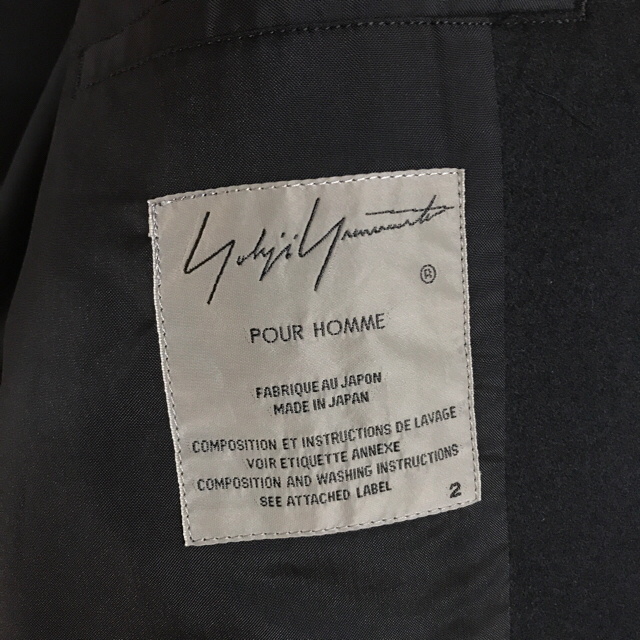 Yohji Yamamoto
®
POUR HOMME
FABRIQUE AU JAPON
MADE IN JAPAN
COMPOSITION ET INSTRUCTIONS DE LAVAGE
VOIR ETIQUETTE ANNEXE
COMPOSITION AND WASHING INSTRUCTIONS
SEE ATTACHED LABEL
2